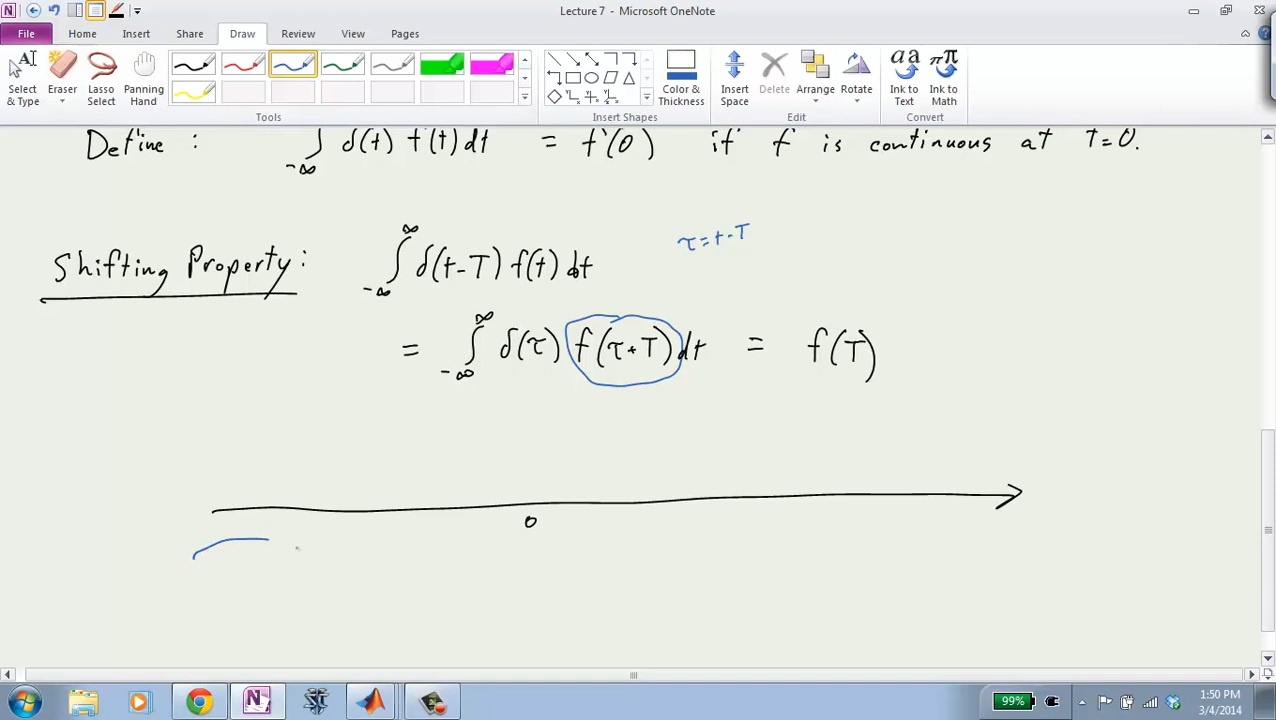 Lecture 7 - Microsoft OneNote
File Home Insert Draw Review View Pages
Select & Type
Eraser
Lasso Select
Panning Hand
Color & Thickness
Insert Space
Delete
Arrange
Rotate
Ink to Text
Ink to Math
Tools
Insert Shapes
Edit
Convert
Define : ∫ δ(t) f(t) dt = f(0) if f is continuous at t=0.
-∞
τ = t - T
∞
Shifting Property : ∫ δ(t-T) f(t) dt
-∞
∞
= ∫ δ(τ) f(τ+T) dt = f(T)
-∞
0
99%
1:50 PM
3/4/2014